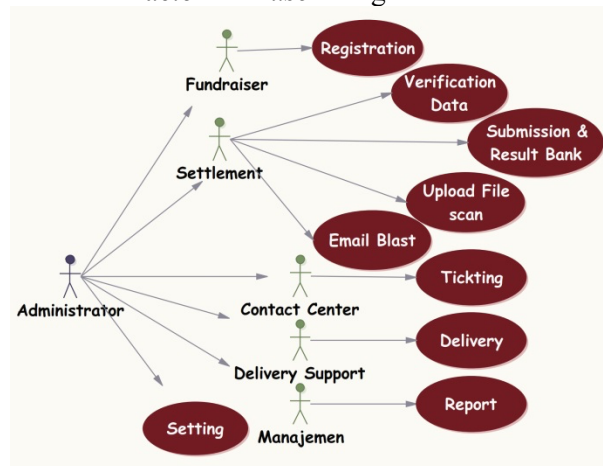 Registration
Fundraiser
Verification
Data
Submission &
Result Bank
Settlement
Upload File
scan
Email Blast
Administrator
Contact Center
Tickting
Delivery Support
Delivery
Manajemen
Report
Setting